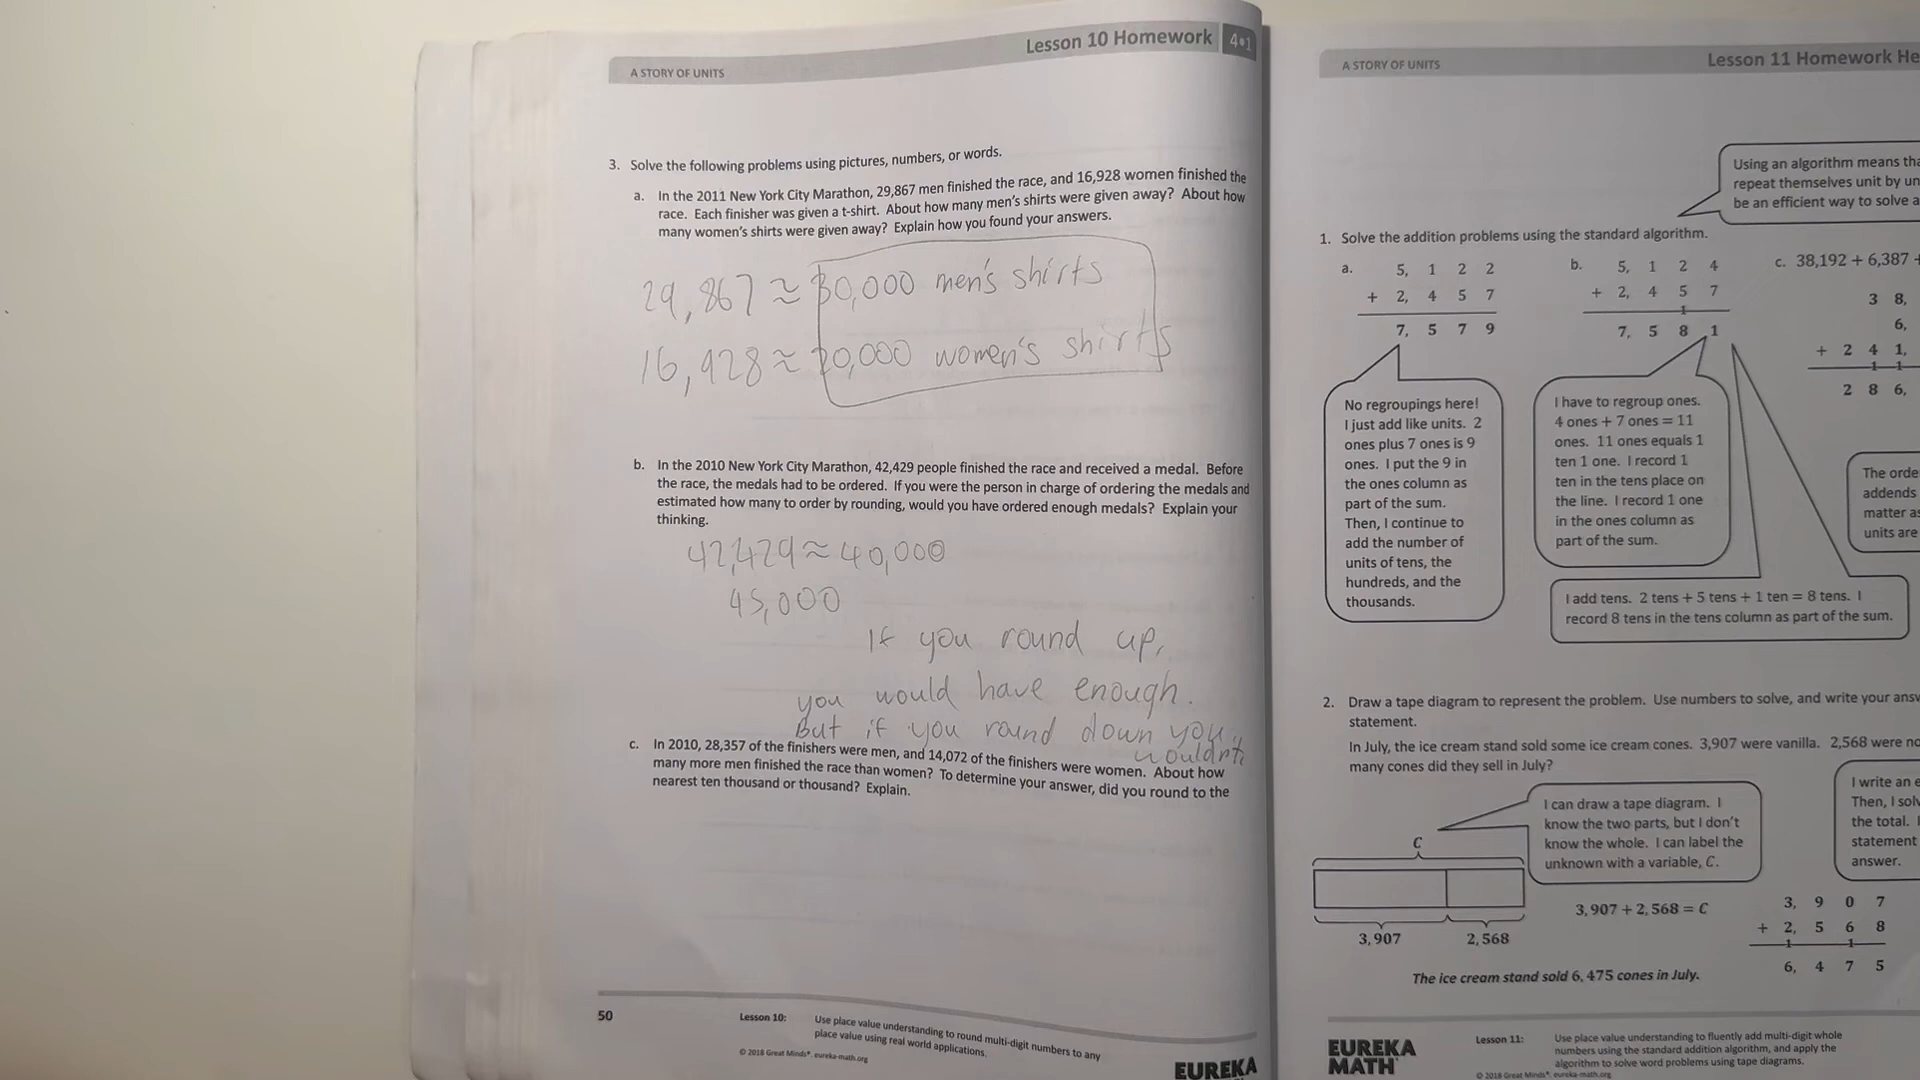 Lesson 10 Homework 4•1
A STORY OF UNITS
3. Solve the following problems using pictures, numbers, or words.
a. In the 2011 New York City Marathon, 29,867 men finished the race, and 16,928 women finished the
race. Each finisher was given a t-shirt. About how many men's shirts were given away? About how
many women's shirts were given away? Explain how you found your answers.
29,867 ≈ 30,000 men's shirts
16,928 ≈ 20,000 women's shirts
b. In the 2010 New York City Marathon, 42,429 people finished the race and received a medal. Before
the race, the medals had to be ordered. If you were the person in charge of ordering the medals and
estimated how many to order by rounding, would you have ordered enough medals? Explain your
thinking.
42,429 ≈ 40,000
45,000
If you round up,
you would have enough.
But if you round down you
wouldn't
c. In 2010, 28,357 of the finishers were men, and 14,072 of the finishers were women. About how
many more men finished the race than women? To determine your answer, did you round to the
nearest ten thousand or thousand? Explain.
50
Lesson 10: Use place value understanding to round multi-digit numbers to any
place value using real world applications.
© 2018 Great Minds®. eureka-math.org
EUREKA
A STORY OF UNITS
Lesson 11 Homework He
Using an algorithm means tha
repeat themselves unit by un
be an efficient way to solve a
1. Solve the addition problems using the standard algorithm.
a. 5, 1 2 2
+ 2, 4 5 7
7, 5 7 9
b. 5, 1 2 4
+ 2, 4 5 7
1
7, 5 8 1
c. 38,192 + 6,387 +
3 8,
6,
+ 2 4 1,
1 1
2 8 6,
No regroupings here!
I just add like units. 2
ones plus 7 ones is 9
ones. I put the 9 in
the ones column as
part of the sum.
Then, I continue to
add the number of
units of tens, the
hundreds, and the
thousands.
I have to regroup ones.
4 ones + 7 ones = 11
ones. 11 ones equals 1
ten 1 one. I record 1
ten in the tens place on
the line. I record 1 one
in the ones column as
part of the sum.
The orde
addends
matter as
units are
I add tens. 2 tens + 5 tens + 1 ten = 8 tens. I
record 8 tens in the tens column as part of the sum.
2. Draw a tape diagram to represent the problem. Use numbers to solve, and write your answ
statement.
In July, the ice cream stand sold some ice cream cones. 3,907 were vanilla. 2,568 were no
many cones did they sell in July?
I can draw a tape diagram. I
know the two parts, but I don't
know the whole. I can label the
unknown with a variable, C.
I write an e
Then, I solv
the total. I
statement
answer.
C
3,907 2,568
3,907 + 2,568 = C
3, 9 0 7
+ 2, 5 6 8
1 1
6, 4 7 5
The ice cream stand sold 6,475 cones in July.
EUREKA
MATH
Lesson 11: Use place value understanding to fluently add multi-digit whole
numbers using the standard addition algorithm, and apply the
algorithm to solve word problems using tape diagrams.
© 2018 Great Minds®. eureka-math.org